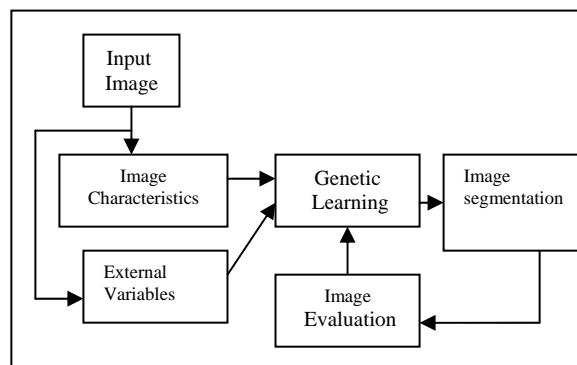 Input
Image
Image
Characteristics
Genetic
Learning
Image
segmentation
External
Variables
Image
Evaluation